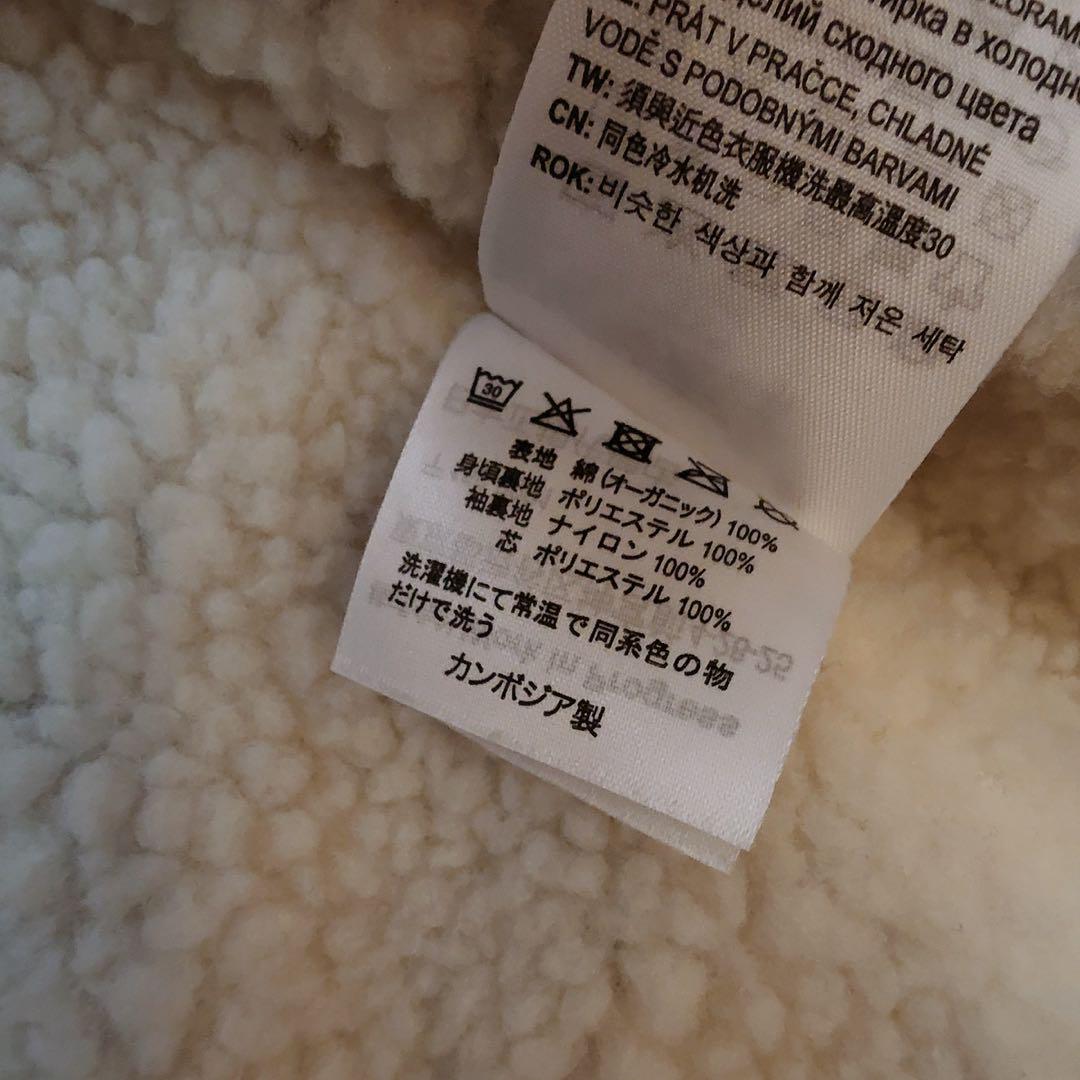 ирка в холодн
елий сходного цвета
PRÁT V PRAČCE, CHLADNÉ
VODĚ S PODOBNÝMI BARVAMI
TW: 須與近色衣服機洗最高溫度30
CN: 同色冷水机洗
ROK: 비슷한 색상과 함께 저온 세탁
30
表地 綿(オーガニック) 100%
身頃裏地 ポリエステル 100%
袖裏地 ナイロン 100%
芯 ポリエステル 100%
洗濯機にて常温で同系色の物
だけで洗う
カンボジア製